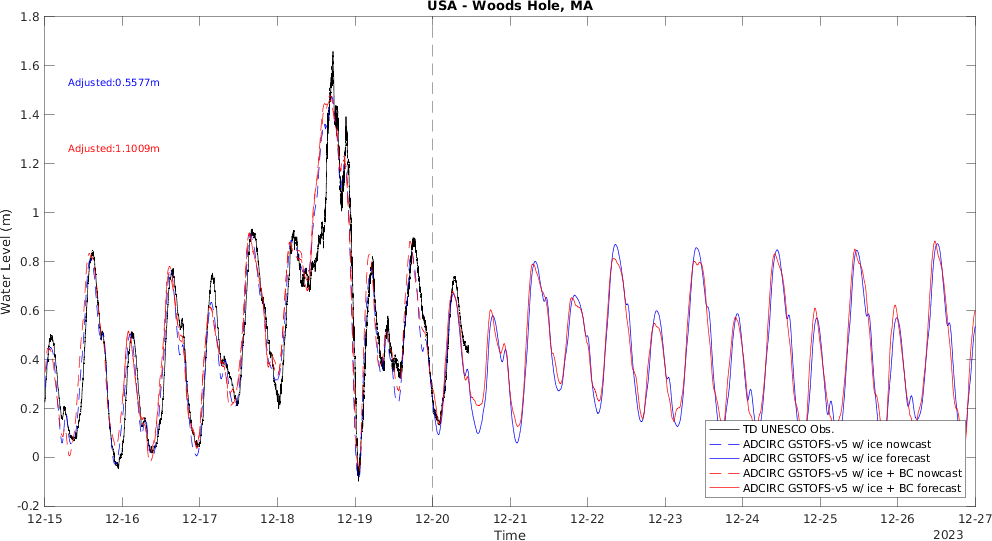 USA - Woods Hole, MA
1.8
1.6
1.4
1.2
1
0.8
0.6
0.4
0.2
0
-0.2
Water Level (m)
Adjusted:0.5577m
Adjusted:1.1009m
TD UNESCO Obs.
ADCIRC GSTOFS-v5 w/ ice nowcast
ADCIRC GSTOFS-v5 w/ ice forecast
ADCIRC GSTOFS-v5 w/ ice + BC nowcast
ADCIRC GSTOFS-v5 w/ ice + BC forecast
12-15 12-16 12-17 12-18 12-19 12-20 12-21 12-22 12-23 12-24 12-25 12-26 12-27
Time
2023